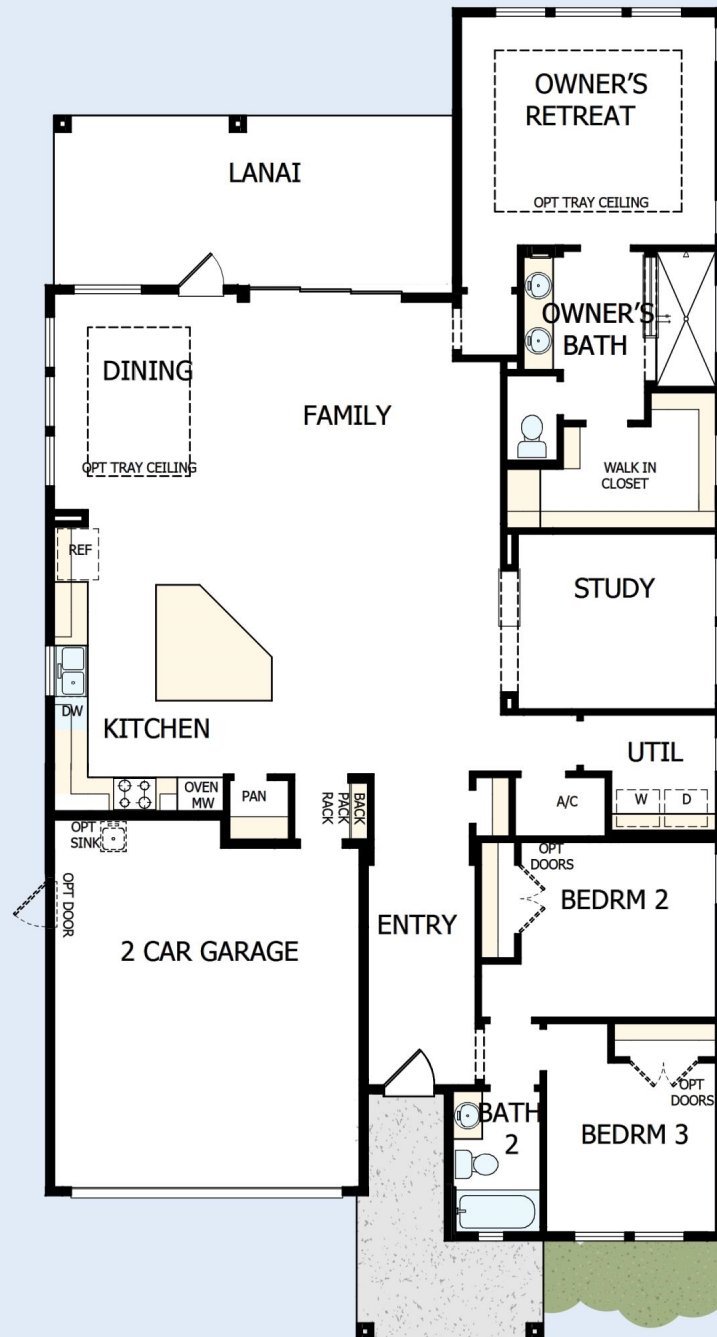 OWNER'S
RETREAT
OPT TRAY CEILING
LANAI
OWNER'S
BATH
DINING
OPT TRAY CEILING
FAMILY
WALK IN
CLOSET
REF
STUDY
DW
KITCHEN
OVEN
MW
PAN
BACK
PACK
RACK
UTIL
A/C
W
D
OPT
SINK
OPT DOOR
2 CAR GARAGE
ENTRY
OPT
DOORS
BEDRM 2
OPT
DOORS
BATH
2
BEDRM 3